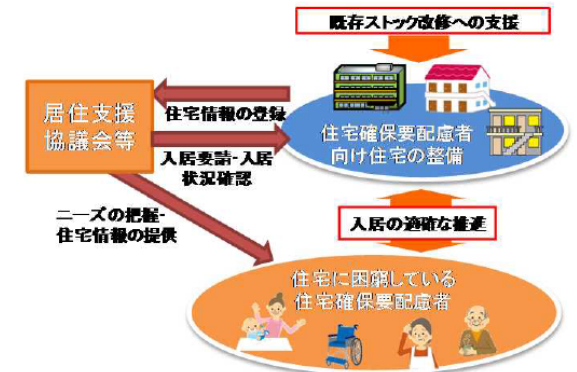 既存ストック改修への支援
居住支援
協議会等
住宅情報の登録
入居要請・入居
状況確認
住宅確保要配慮者
向け住宅の整備
ニーズの把握・
住宅情報の提供
入居の適確な推進
住宅に困窮している
住宅確保要配慮者